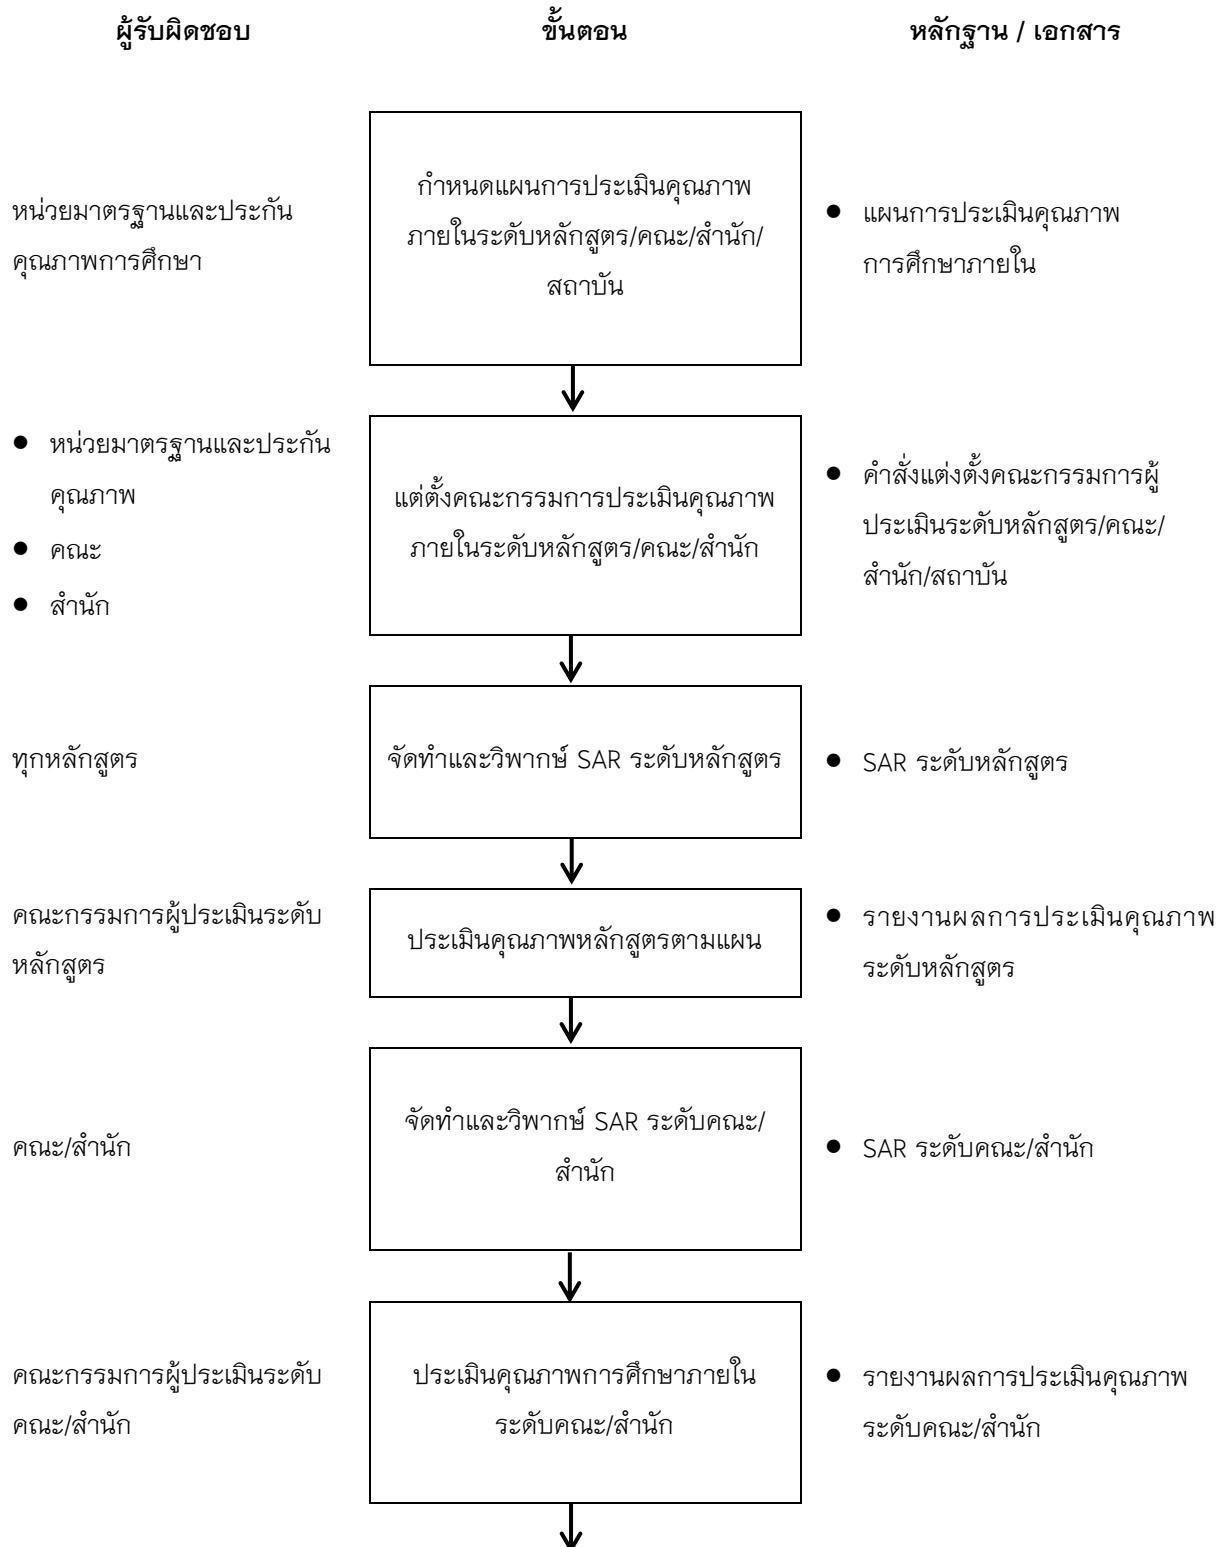 ผู้รับผิดชอบ
ขั้นตอน
หลักฐาน / เอกสาร
หน่วยมาตรฐานและประกัน
คุณภาพการศึกษา
กำหนดแผนการประเมินคุณภาพ
ภายในระดับหลักสูตร/คณะ/สำนัก/
สถาบัน
● แผนการประเมินคุณภาพ
การศึกษาภายใน
● หน่วยมาตรฐานและประกัน
คุณภาพ
● คณะ
● สำนัก
แต่ตั้งคณะกรรมการประเมินคุณภาพ
ภายในระดับหลักสูตร/คณะ/สำนัก
● คำสั่งแต่งตั้งคณะกรรมการผู้
ประเมินระดับหลักสูตร/คณะ/
สำนัก/สถาบัน
ทุกหลักสูตร
จัดทำและวิพากษ์ SAR ระดับหลักสูตร
● SAR ระดับหลักสูตร
คณะกรรมการผู้ประเมินระดับ
หลักสูตร
ประเมินคุณภาพหลักสูตรตามแผน
● รายงานผลการประเมินคุณภาพ
ระดับหลักสูตร
คณะ/สำนัก
จัดทำและวิพากษ์ SAR ระดับคณะ/
สำนัก
● SAR ระดับคณะ/สำนัก
คณะกรรมการผู้ประเมินระดับ
คณะ/สำนัก
ประเมินคุณภาพการศึกษาภายใน
ระดับคณะ/สำนัก
● รายงานผลการประเมินคุณภาพ
ระดับคณะ/สำนัก